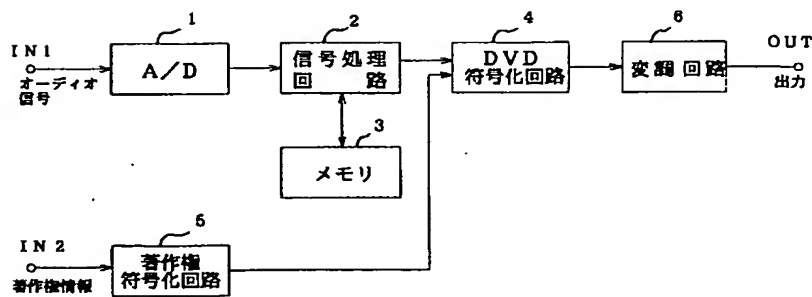 1
2
4
6
IN1
オーディオ
信号
A/D
信号処理
回路
DVD
符号化回路
変調回路
OUT
出力
3
メモリ
5
IN2
著作権情報
著作権
符号化回路